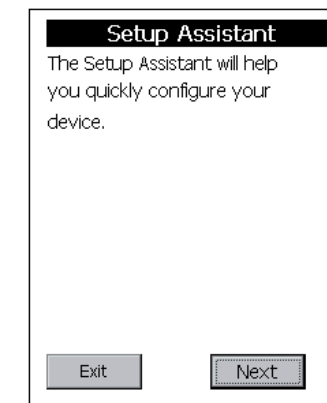 Setup Assistant
The Setup Assistant will help
you quickly configure your
device.
Exit Next